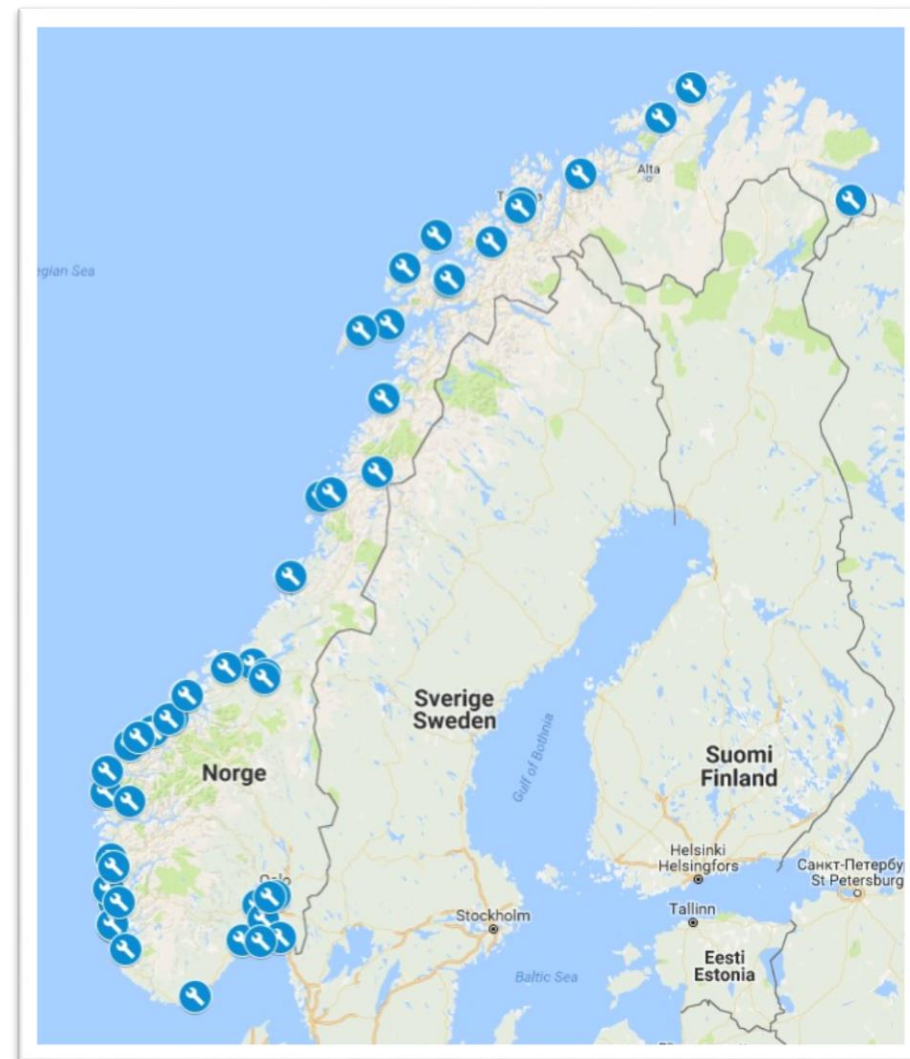 Alta
egian Sea
Sverige
Sweden
Norge
Gulf of Bothnia
Suomi
Finland
Helsinki
Helsingfors
Санкт-Петербу
St Petersburg
Stockholm
Tallinn
Eesti
Estonia
Baltic Sea